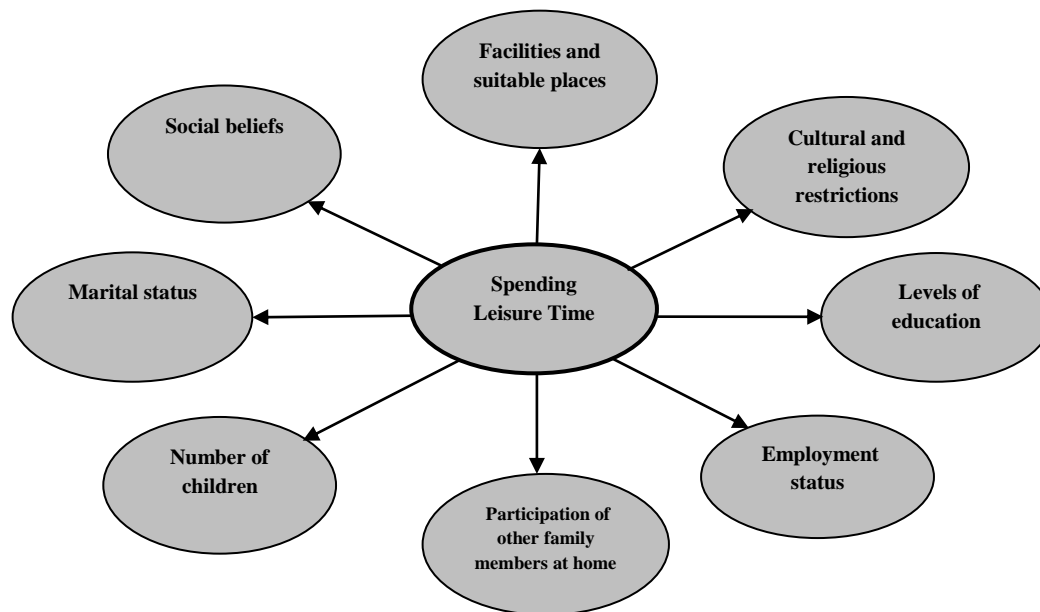 Facilities and
suitable places
Social beliefs
Cultural and
religious
restrictions
Spending
Leisure Time
Marital status
Levels of
education
Number of
children
Employment
status
Participation of
other family
members at home